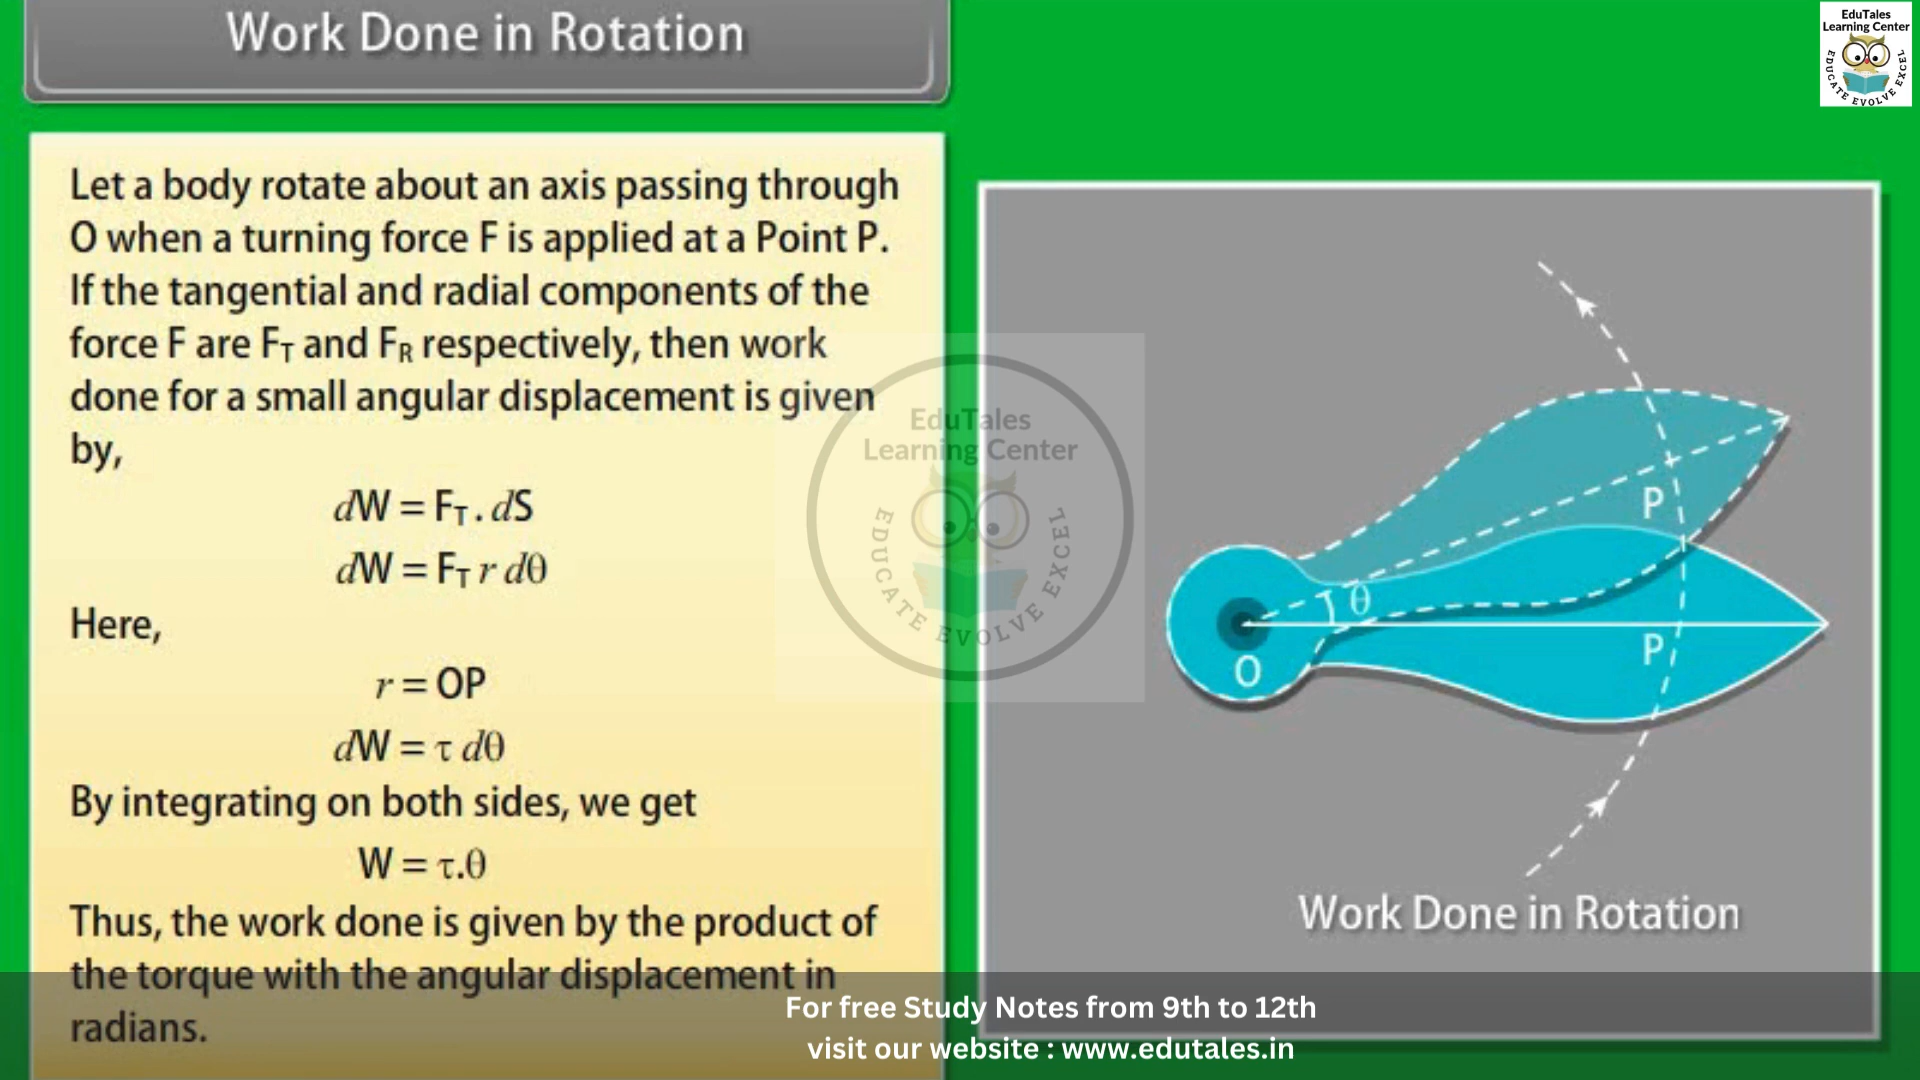 Work Done in Rotation
EduTales
Learning Center
EDUCATE EVOLVE EXCEL
Let a body rotate about an axis passing through
O when a turning force F is applied at a Point P.
If the tangential and radial components of the
force F are F_T and F_R respectively, then work
done for a small angular displacement is given
by,
dW = F_T . dS
dW = F_T r dθ
Here,
r = OP
dW = τ dθ
By integrating on both sides, we get
W = τ.θ
Thus, the work done is given by the product of
the torque with the angular displacement in
radians.
EduTales
Learning Center
EDUCATE EVOLVE EXCEL
P
θ
P
O
Work Done in Rotation
For free Study Notes from 9th to 12th
visit our website : www.edutales.in